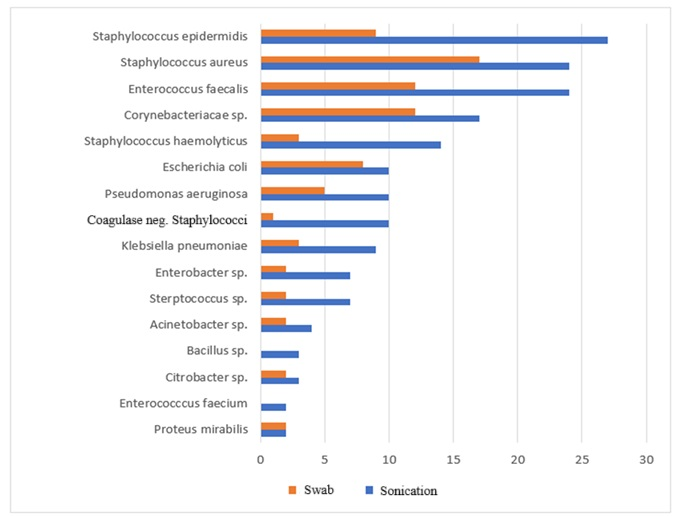 Staphylococcus epidermidis
Staphylococcus aureus
Enterococcus faecalis
Corynebacteriacae sp.
Staphylococcus haemolyticus
Escherichia coli
Pseudomonas aeruginosa
Coagulase neg. Staphylococci
Klebsiella pneumoniae
Enterobacter sp.
Sterptococcus sp.
Acinetobacter sp.
Bacillus sp.
Citrobacter sp.
Enterococccus faecium
Proteus mirabilis
0 5 10 15 20 25 30
Swab Sonication